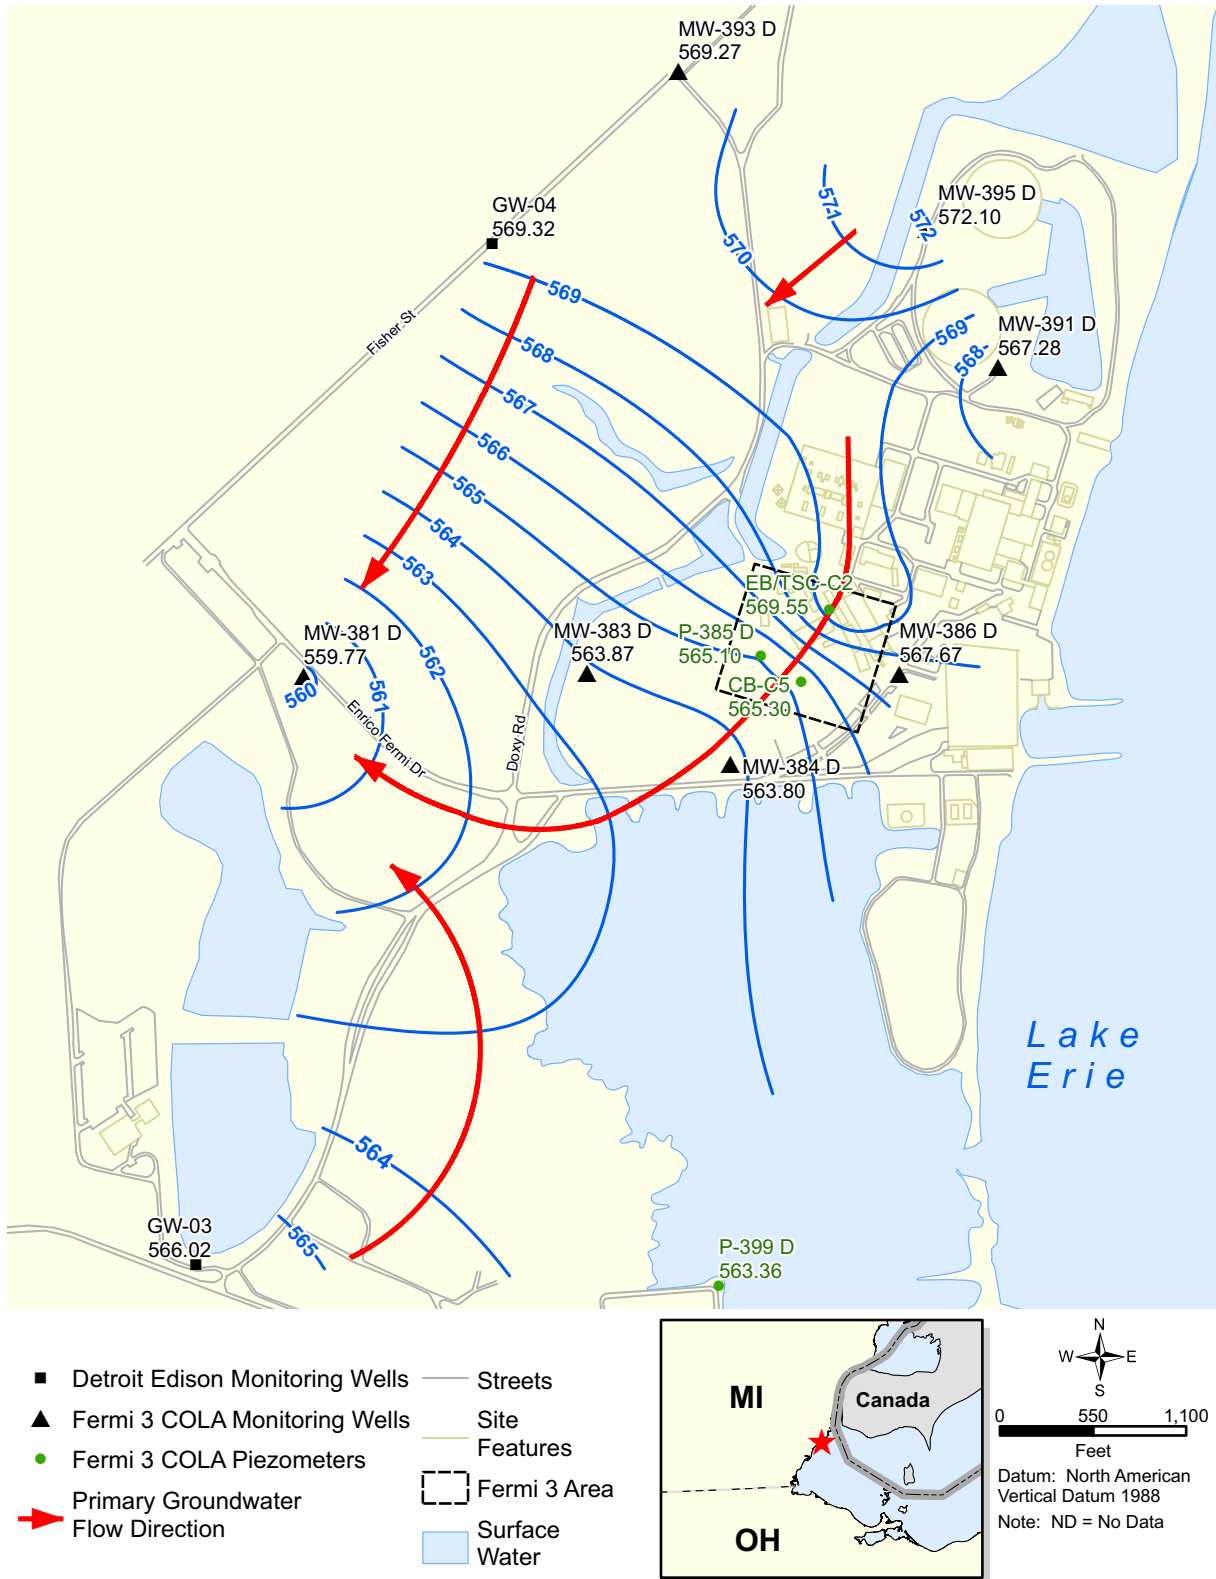 MW-393 D
569.27
MW-395 D
572.10
GW-04
569.32
571
572
570
569
MW-391 D
567.28
569
568
Fisher St
568
567
566
565
564
563
EB/TSC-C2
569.55
MW-381 D
559.77
MW-383 D
563.87
P-385 D
565.10
MW-386 D
567.67
562
561
560
CB-C5
565.30
Enrico Fermi Dr
Doxy Rd
MW-384 D
563.80
Lake
Erie
564
565
GW-03
566.02
P-399 D
563.36
Detroit Edison Monitoring Wells
Fermi 3 COLA Monitoring Wells
Fermi 3 COLA Piezometers
Primary Groundwater
Flow Direction
Streets
Site
Features
Fermi 3 Area
Surface
Water
MI
Canada
OH
N
W E
S
0 550 1,100
Feet
Datum: North American
Vertical Datum 1988
Note: ND = No Data